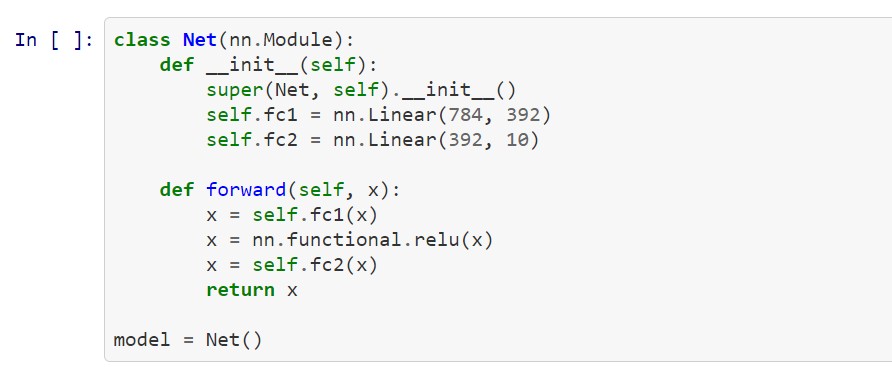 In [ ]: class Net(nn.Module):
    def __init__(self):
        super(Net, self).__init__()
        self.fc1 = nn.Linear(784, 392)
        self.fc2 = nn.Linear(392, 10)

    def forward(self, x):
        x = self.fc1(x)
        x = nn.functional.relu(x)
        x = self.fc2(x)
        return x

model = Net()